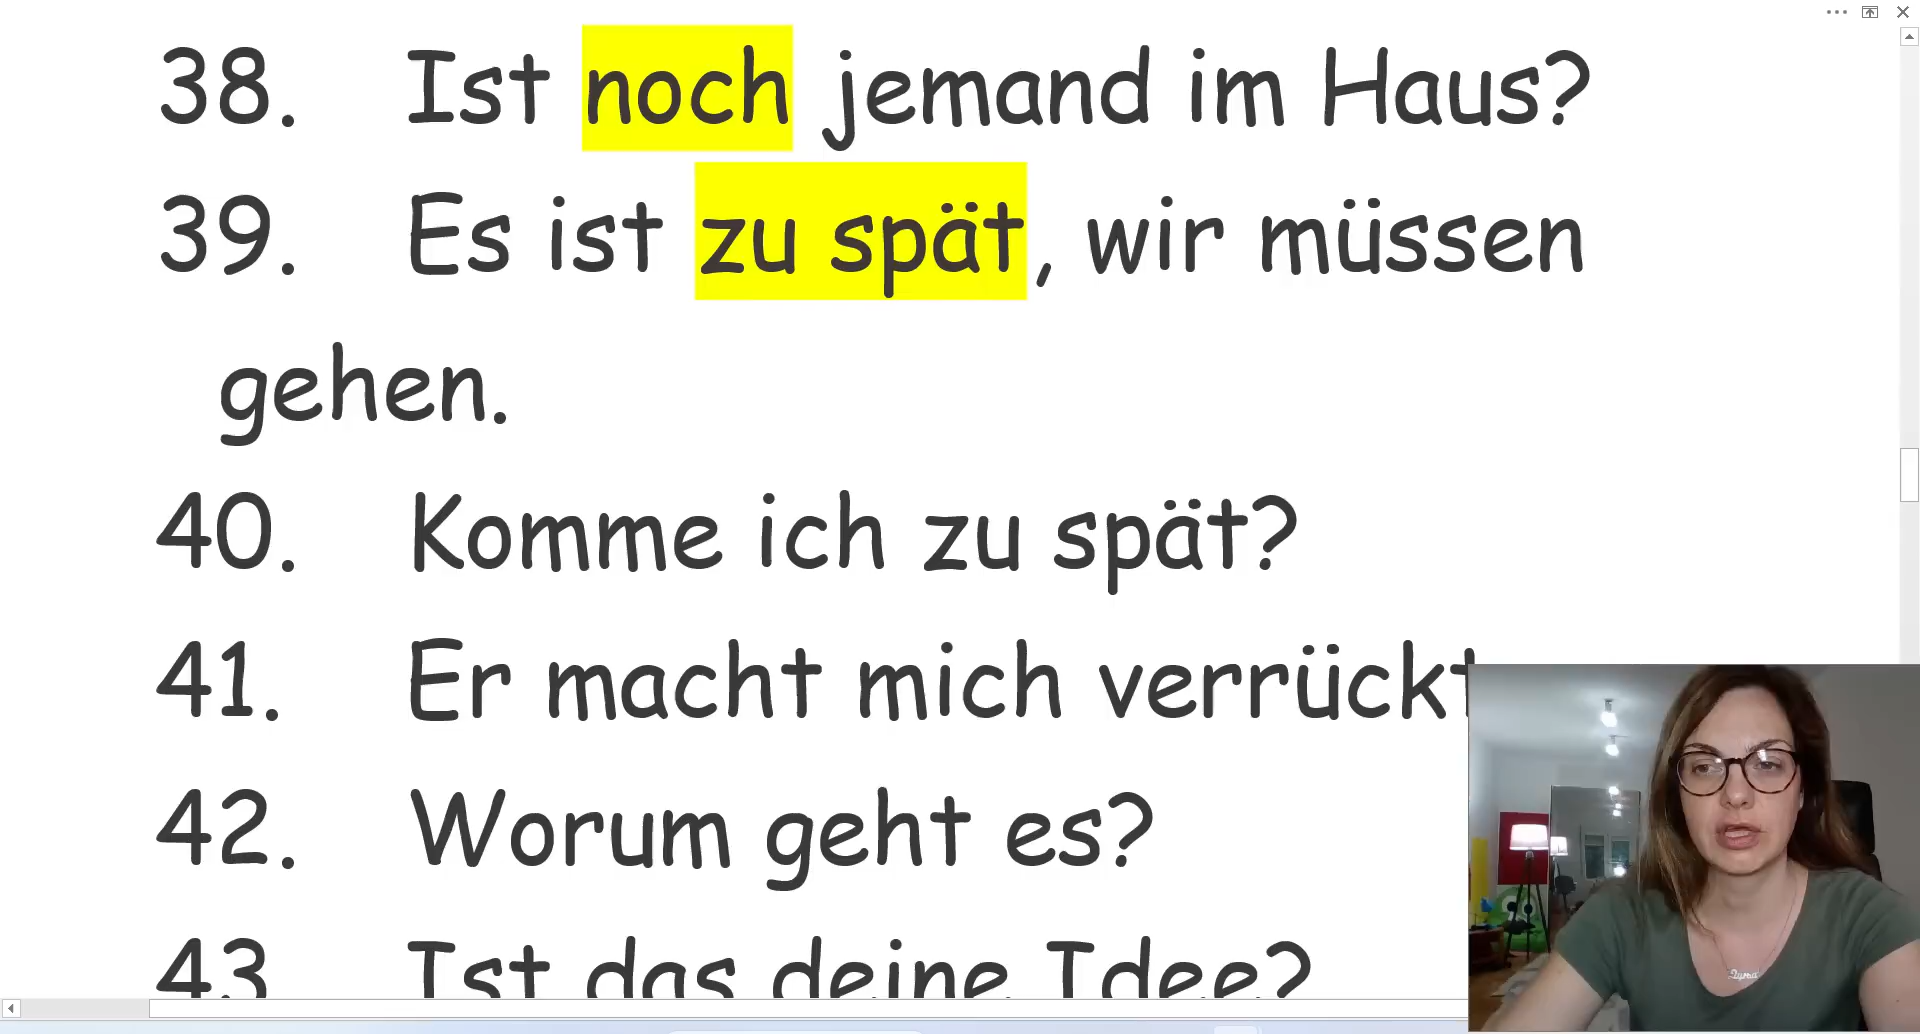 38. Ist noch jemand im Haus?
39. Es ist zu spät, wir müssen
gehen.
40. Komme ich zu spät?
41. Er macht mich verrückt
42. Worum geht es?
43 Ist das deine Idee?